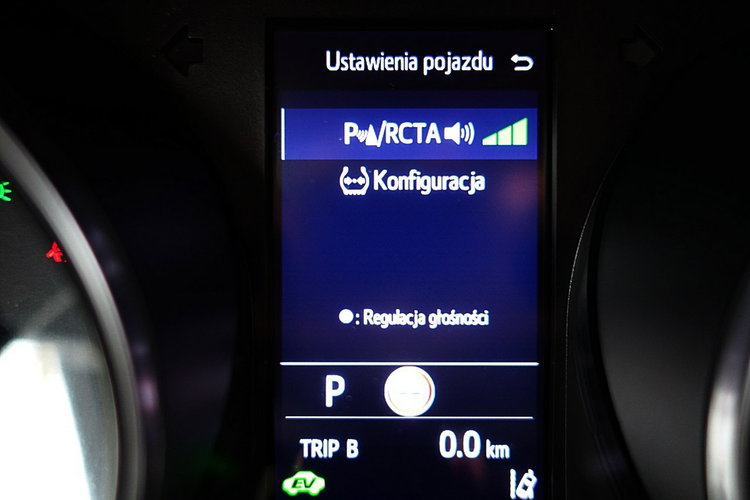 Ustawienia pojazdu
P/RCTA
Konfiguracja
: Regulacja głośności
P
TRIP B 0.0 km
EV